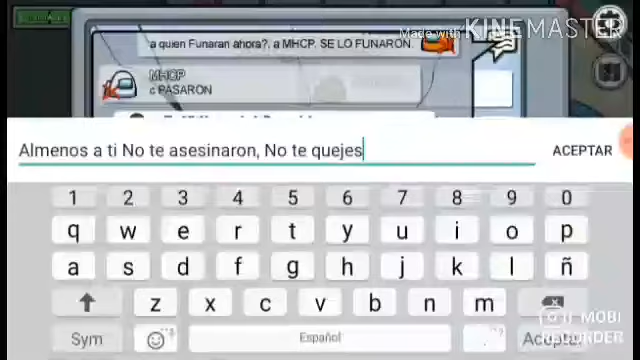 Made with KINEMASTER
a quien Funaran ahora?, a MHCP. SE LO FUNARON.
MHCP
c PASARON
Almenos a ti No te asesinaron, No te quejes
ACEPTAR
1 2 3 4 5 6 7 8 9 0
q w e r t y u i o p
a s d f g h j k l ñ
z x c v b n m
Sym
Español
Aceptar
MOBI
RECORDER